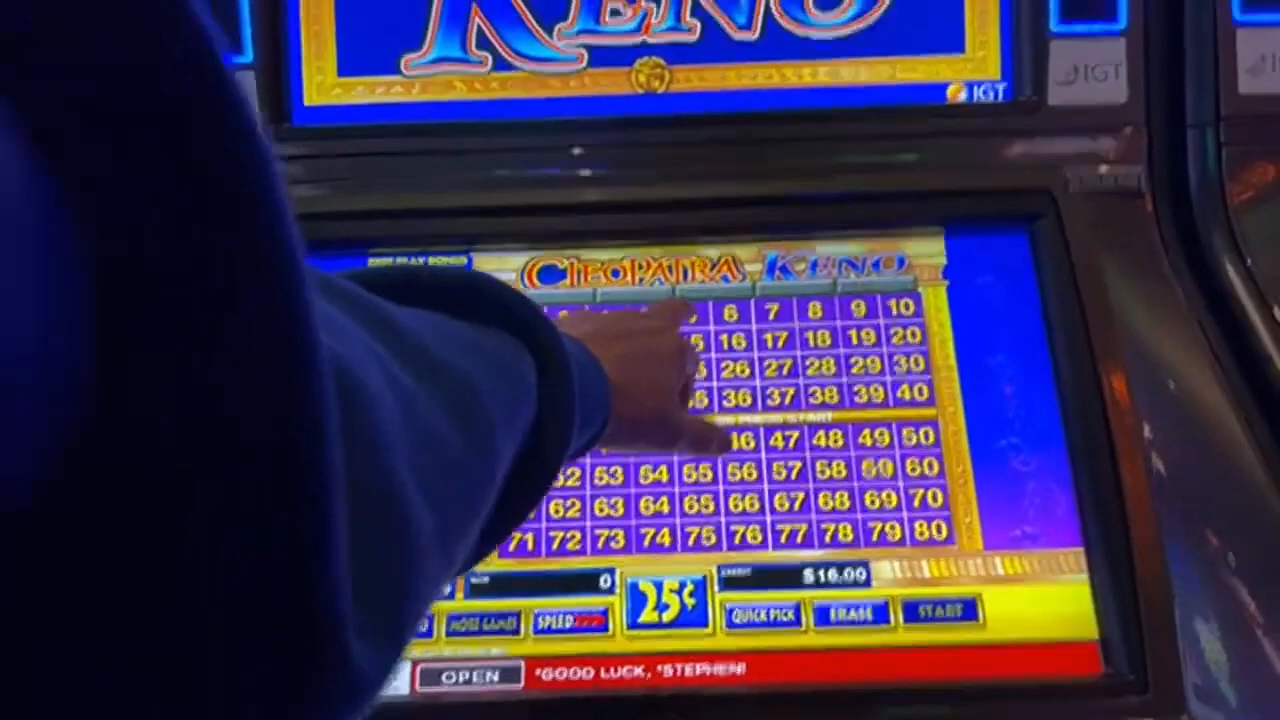 KENO
IGT
IGT
CLEOPATRA KENO
6 7 8 9 10
16 17 18 19 20
26 27 28 29 30
36 37 38 39 40
PRESS START
47 48 49 50
52 53 54 55 56 57 58 59 60
62 63 64 65 66 67 68 69 70
71 72 73 74 75 76 77 78 79 80
0
25¢
CREDIT
$16.00
MORE GAMES
SPEED
QUICK PICK
ERASE
START
OPEN
*GOOD LUCK, *STEPHEN!